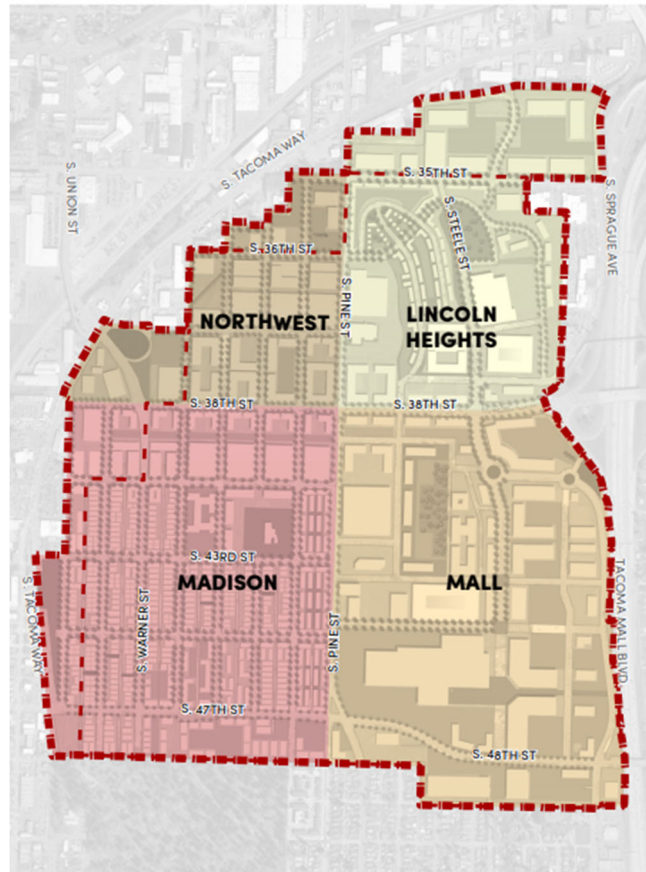 S. TACOMA WAY
S. UNION ST
S. 35TH ST
S. SPRAGUE AVE
S. STEELE ST
S. 36TH ST
S. PINE ST
NORTHWEST
LINCOLN
HEIGHTS
S. 38TH ST
S. 38TH ST
S. 43RD ST
MADISON
MALL
S. TACOMA WAY
S. WARNER ST
S. PINE ST
TACOMA MALL BLVD.
S. 47TH ST
S. 48TH ST